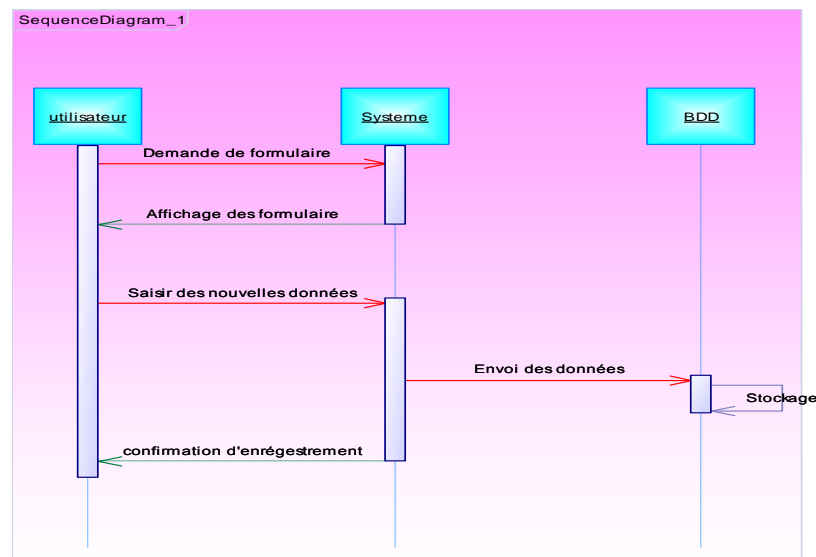 SequenceDiagram_1
utilisateur
Systeme
BDD
Demande de formulaire
Affichage des formulaire
Saisir des nouvelles données
Envoi des données
Stockage
confirmation d'enrégestrement